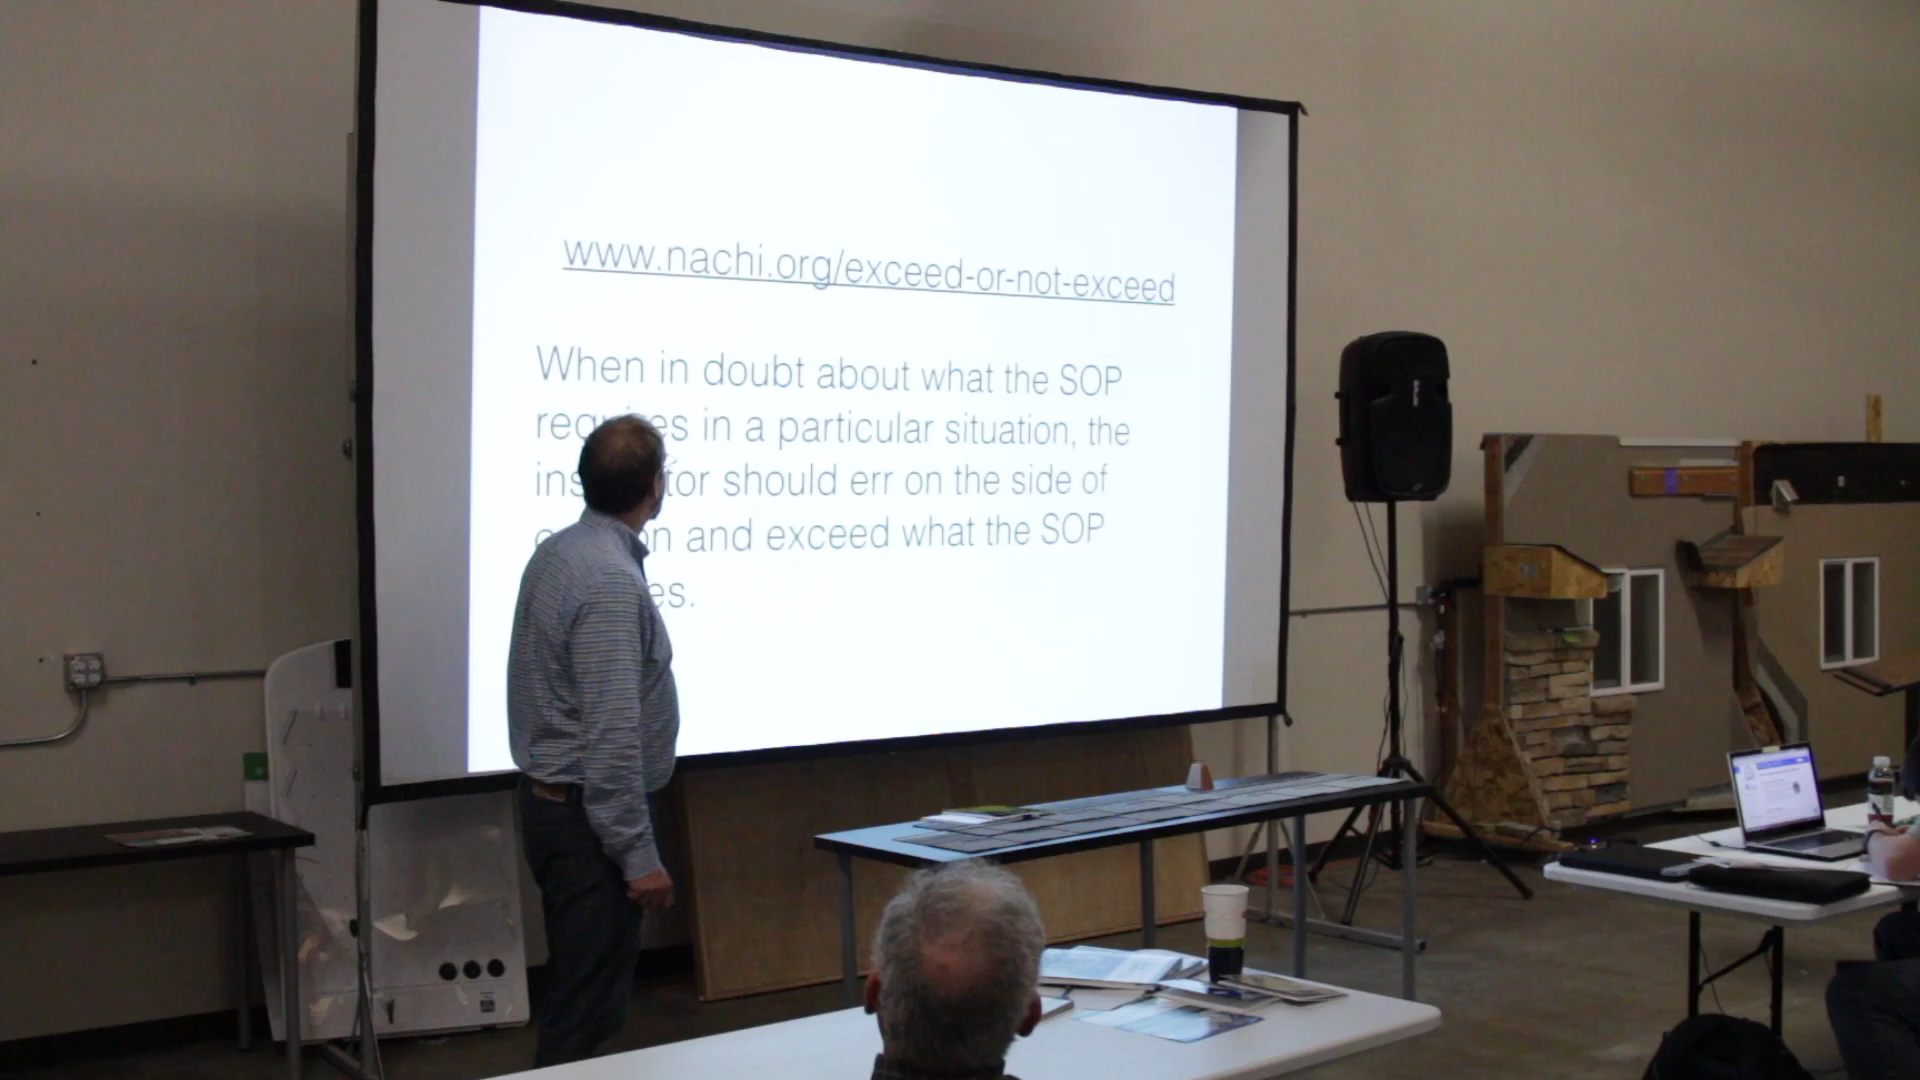 www.nachi.org/exceed-or-not-exceed
When in doubt about what the SOP
in a particular situation, the
should err on the side of
and exceed what the SOP